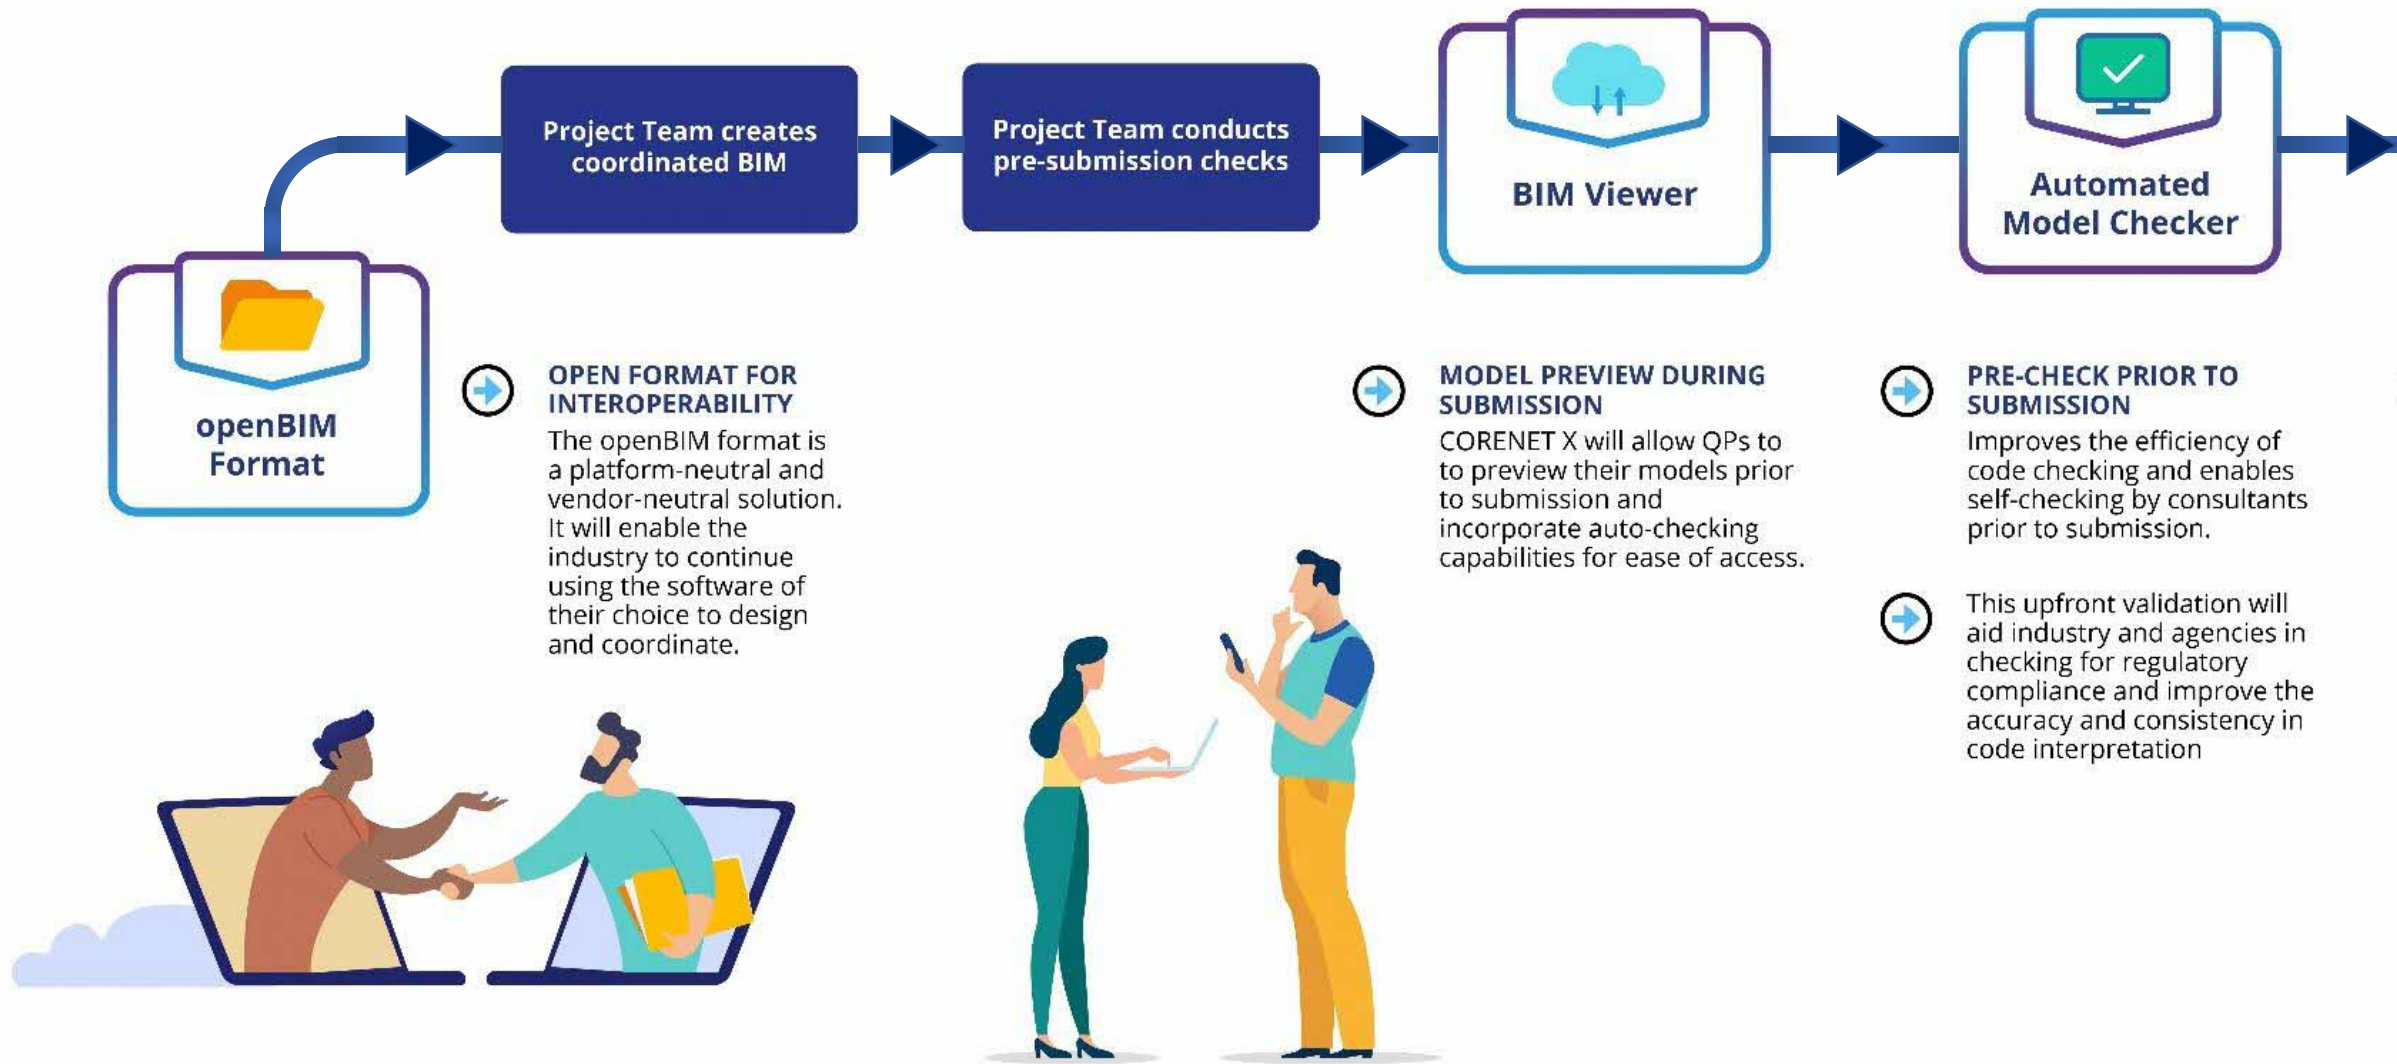 Project Team creates
coordinated BIM
Project Team conducts
pre-submission checks
BIM Viewer
Automated
Model Checker
openBIM
Format
OPEN FORMAT FOR
INTEROPERABILITY
The openBIM format is
a platform-neutral and
vendor-neutral solution.
It will enable the
industry to continue
using the software of
their choice to design
and coordinate.
MODEL PREVIEW DURING
SUBMISSION
CORENET X will allow QPs to
to preview their models prior
to submission and
incorporate auto-checking
capabilities for ease of access.
PRE-CHECK PRIOR TO
SUBMISSION
Improves the efficiency of
code checking and enables
self-checking by consultants
prior to submission.
This upfront validation will
aid industry and agencies in
checking for regulatory
compliance and improve the
accuracy and consistency in
code interpretation